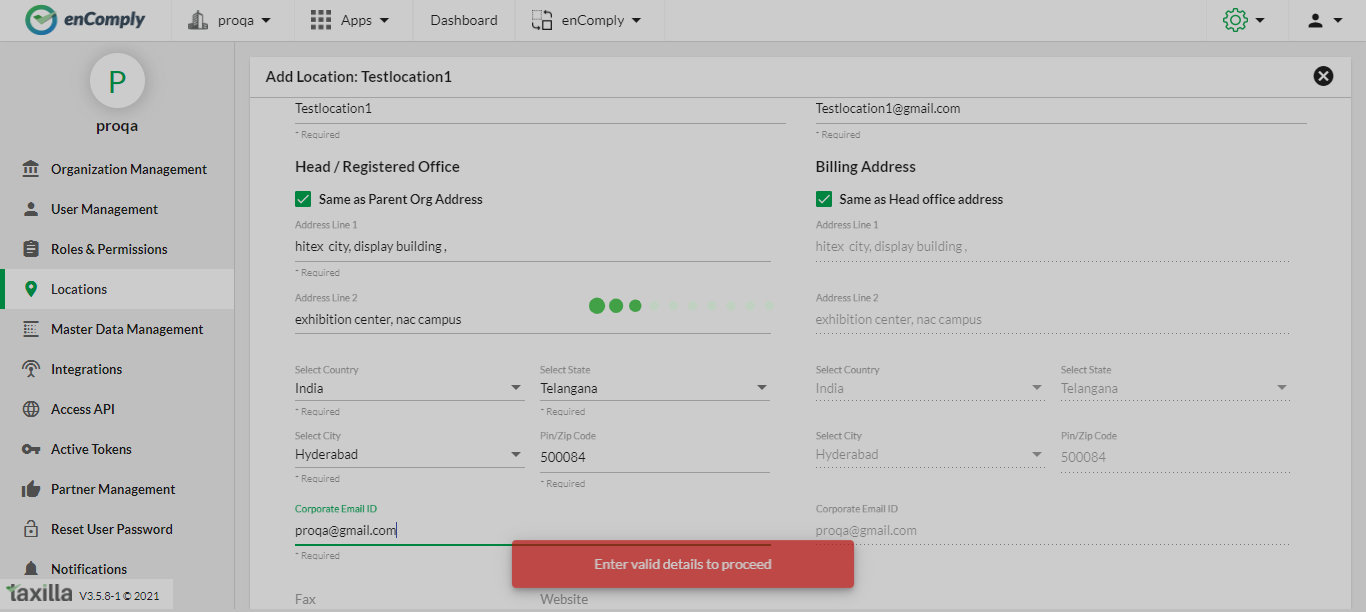 enComply
proqa
Apps
Dashboard
enComply
P
proqa
Organization Management
User Management
Roles & Permissions
Locations
Master Data Management
Integrations
Access API
Active Tokens
Partner Management
Reset User Password
Notifications
taxilla V3.5.8-1 © 2021
Add Location: Testlocation1
Testlocation1
* Required
Testlocation1@gmail.com
* Required
Head / Registered Office
Same as Parent Org Address
Address Line 1
hitex city, display building ,
* Required
Address Line 2
exhibition center, nac campus
Select Country
India
* Required
Select State
Telangana
* Required
Select City
Hyderabad
* Required
Pin/Zip Code
500084
* Required
Corporate Email ID
proqa@gmail.com
* Required
Fax
Website
Billing Address
Same as Head office address
Address Line 1
hitex city, display building ,
Address Line 2
exhibition center, nac campus
Select Country
India
Select State
Telangana
Select City
Hyderabad
Pin/Zip Code
500084
Corporate Email ID
proqa@gmail.com
Enter valid details to proceed